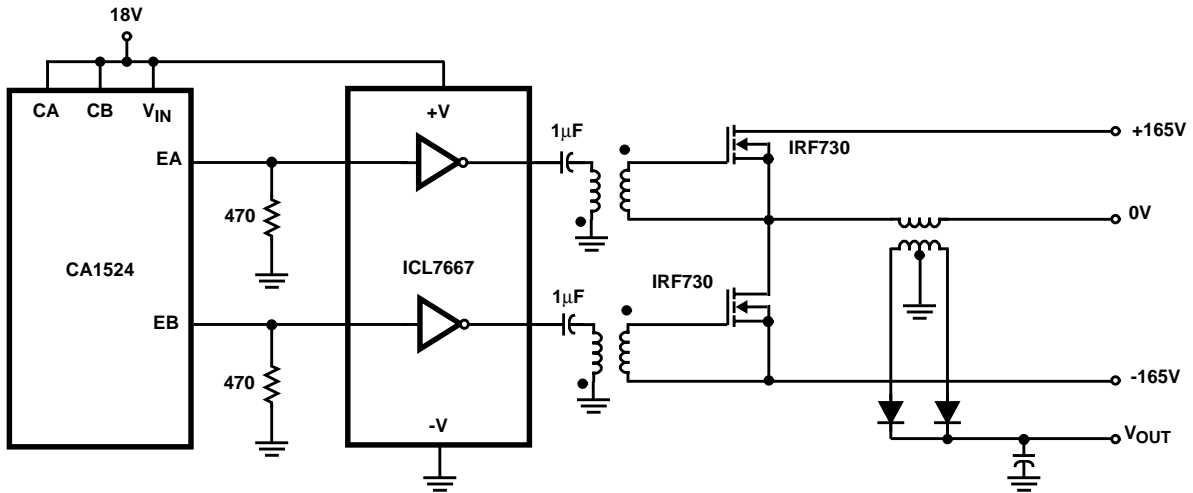 18V
CA CB VIN
+V
EA
1μF
IRF730
+165V
470
0V
CA1524
ICL7667
IRF730
1μF
EB
470
-165V
-V
VOUT